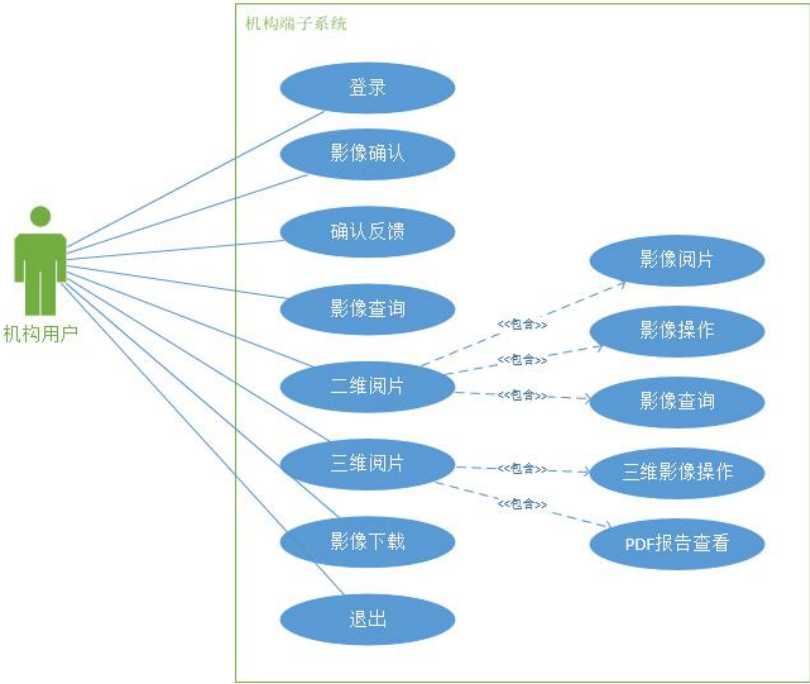 机构端子系统
登录
影像确认
确认反馈
影像查询
二维阅片
三维阅片
影像下载
退出
机构用户
<<包含>>
<<包含>>
<<包含>>
<<包含>>
<<包含>>
影像阅片
影像操作
影像查询
三维影像操作
PDF报告查看